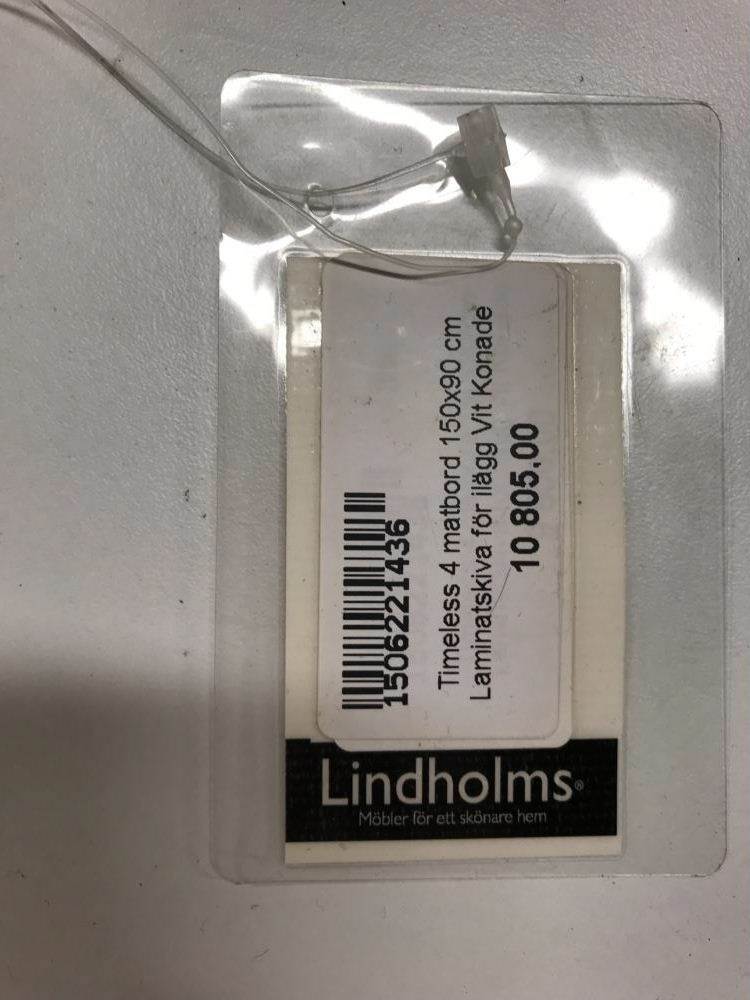 1506221436
Timeless 4 matbord 150x90 cm
Laminatskiva för ilägg Vit Konade
10 805,00
Lindholms®
Möbler för ett skönare hem